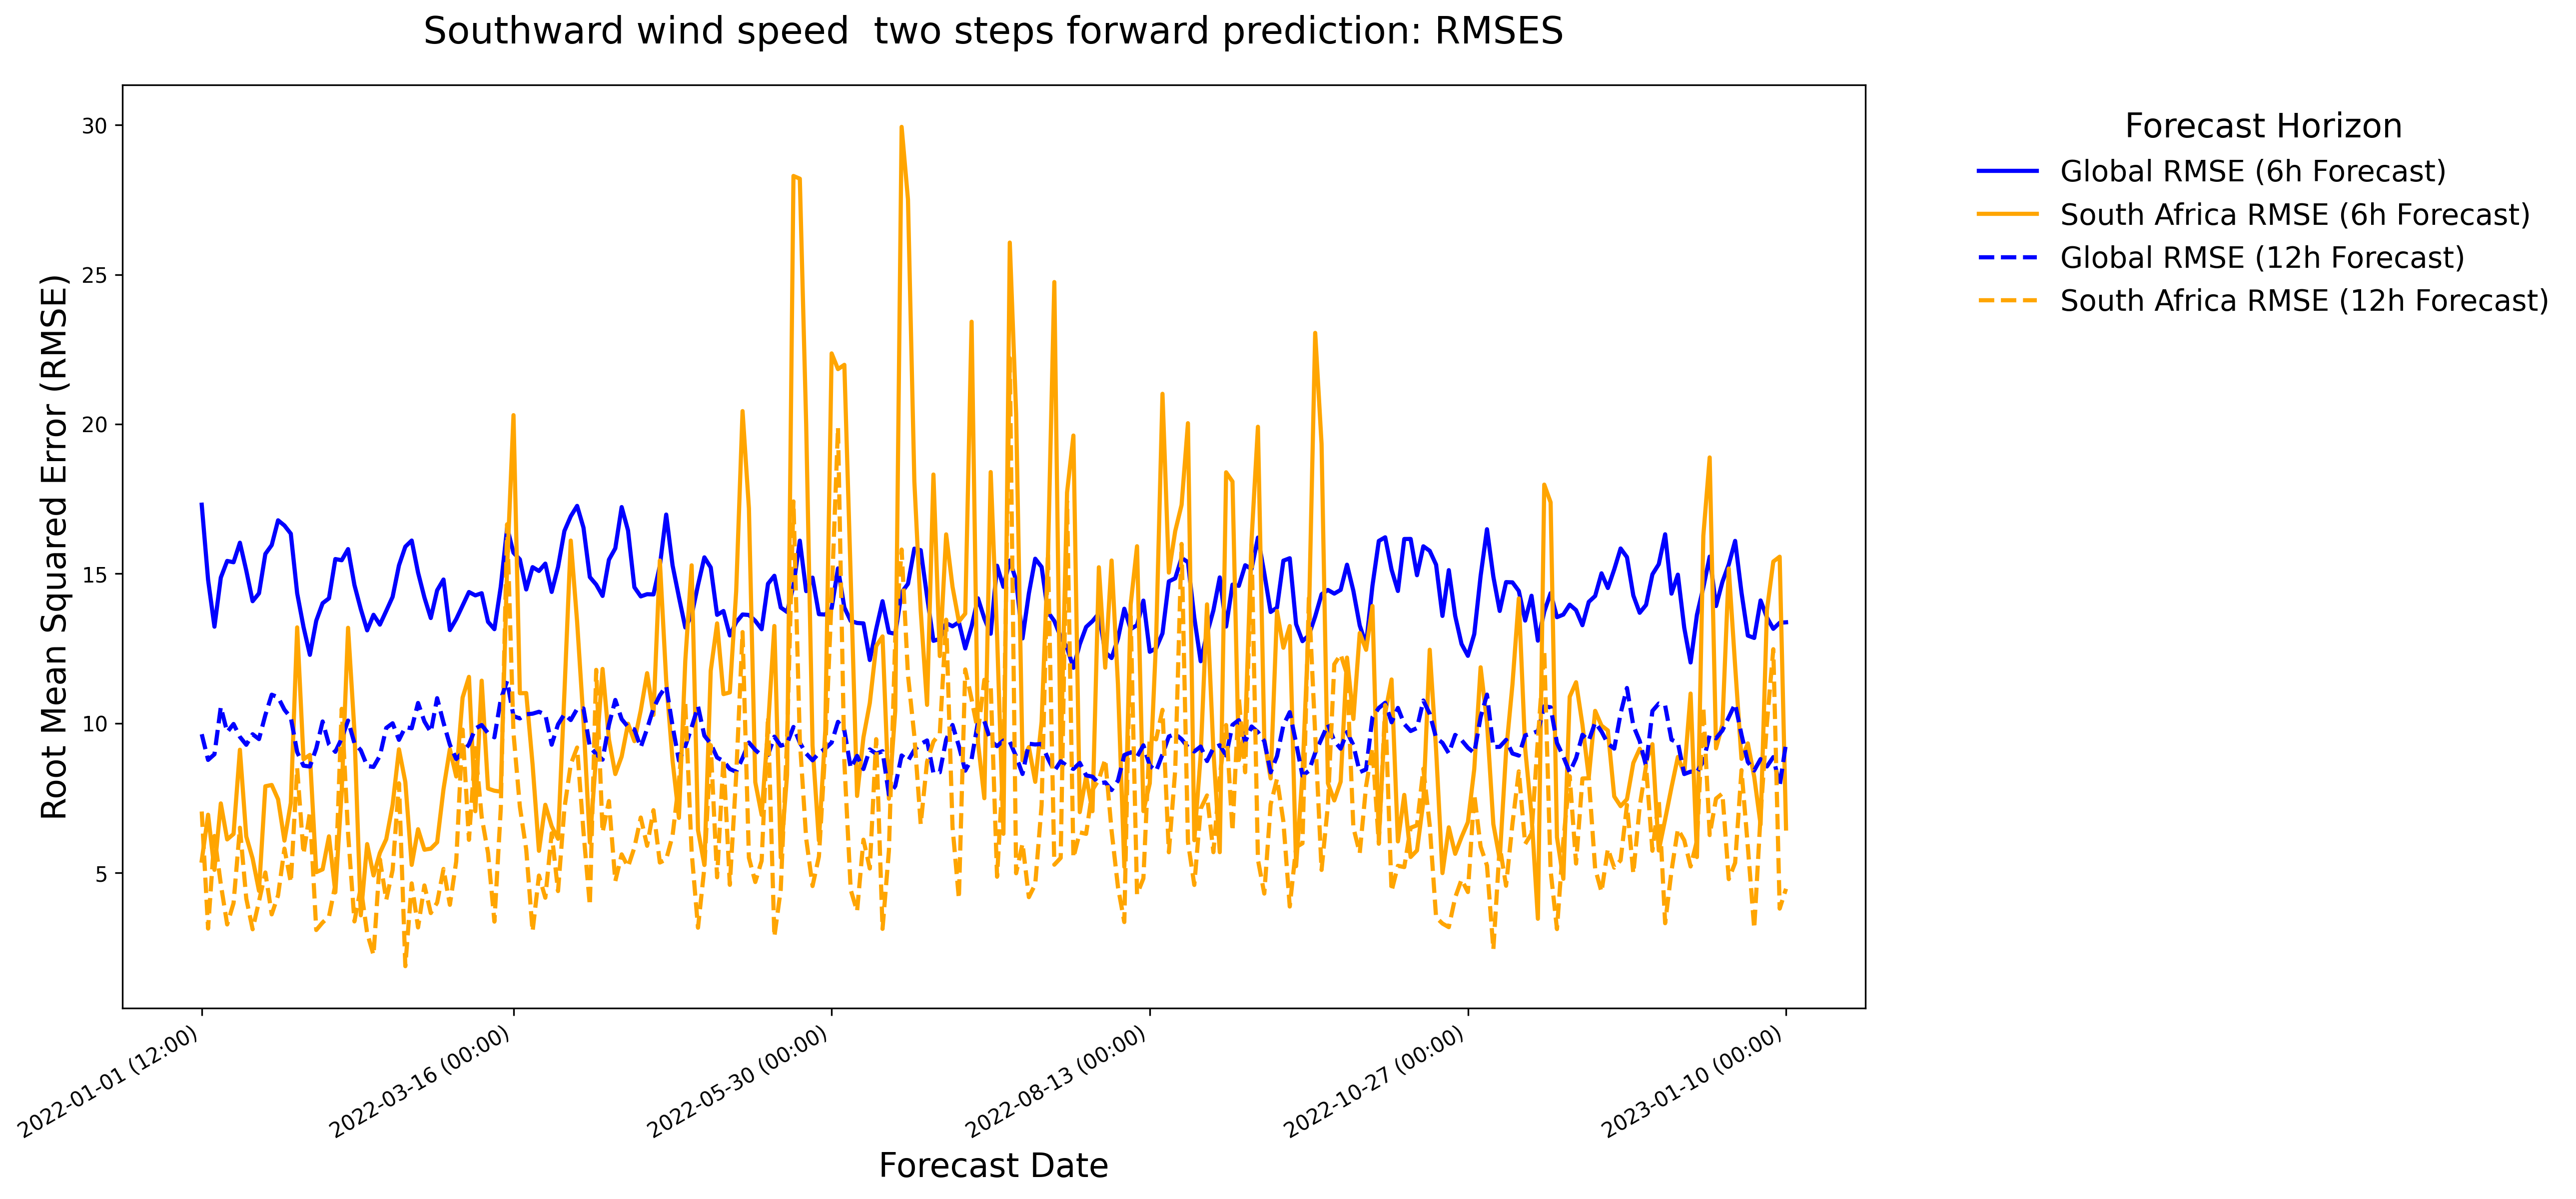 Southward wind speed  two steps forward prediction: RMSES
Root Mean Squared Error (RMSE)
30
25
20
15
10
5
2022-01-01 (12:00)
2022-03-16 (00:00)
2022-05-30 (00:00)
2022-08-13 (00:00)
2022-10-27 (00:00)
2023-01-10 (00:00)
Forecast Date
Forecast Horizon
Global RMSE (6h Forecast)
South Africa RMSE (6h Forecast)
Global RMSE (12h Forecast)
South Africa RMSE (12h Forecast)